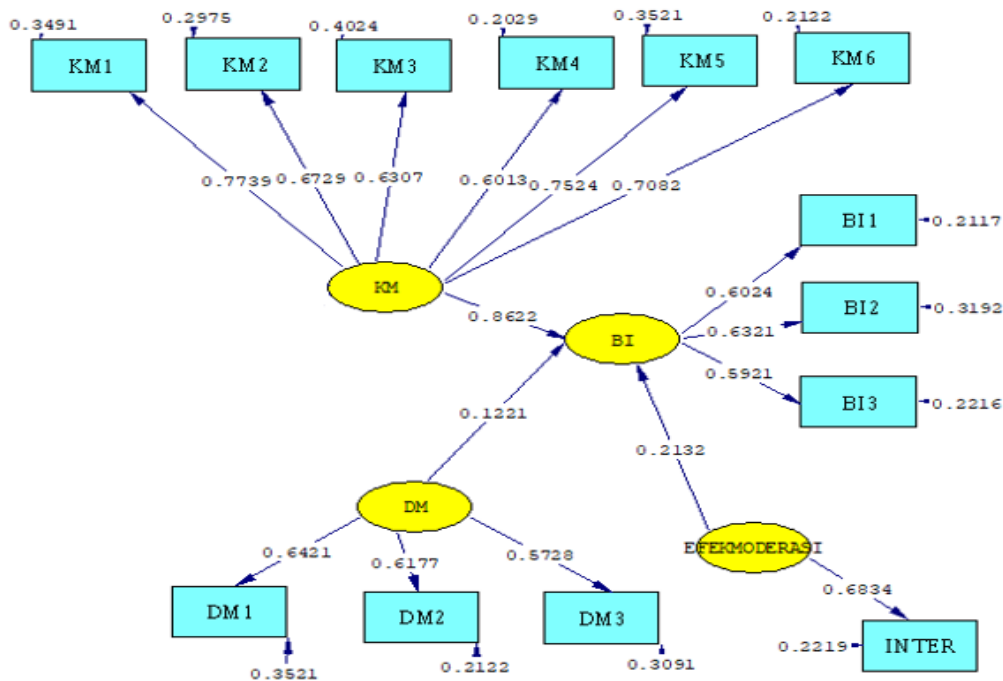 0.3491
0.2975
0.4024
0.2029
0.3521
0.2122
KM1
KM2
KM3
KM4
KM5
KM6
0.7739
0.6729
0.6307
0.6013
0.7524
0.7082
BI1
0.2117
KM
0.6024
0.8622
BI2
0.3192
BI
0.6321
0.5921
BI3
0.2216
0.1221
0.2132
DM
EFEKMODERASI
0.6421
0.6177
0.5728
0.6834
DM1
DM2
DM3
0.2219
INTER
0.3521
0.2122
0.3091